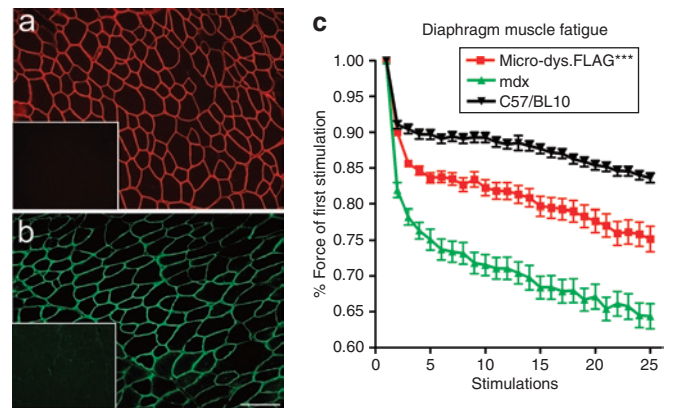 a
b
c
Diaphragm muscle fatigue
Micro-dys.FLAG***
mdx
C57/BL10
% Force of first stimulation
1.00
0.95
0.90
0.85
0.80
0.75
0.70
0.65
0.60
0 5 10 15 20 25
Stimulations